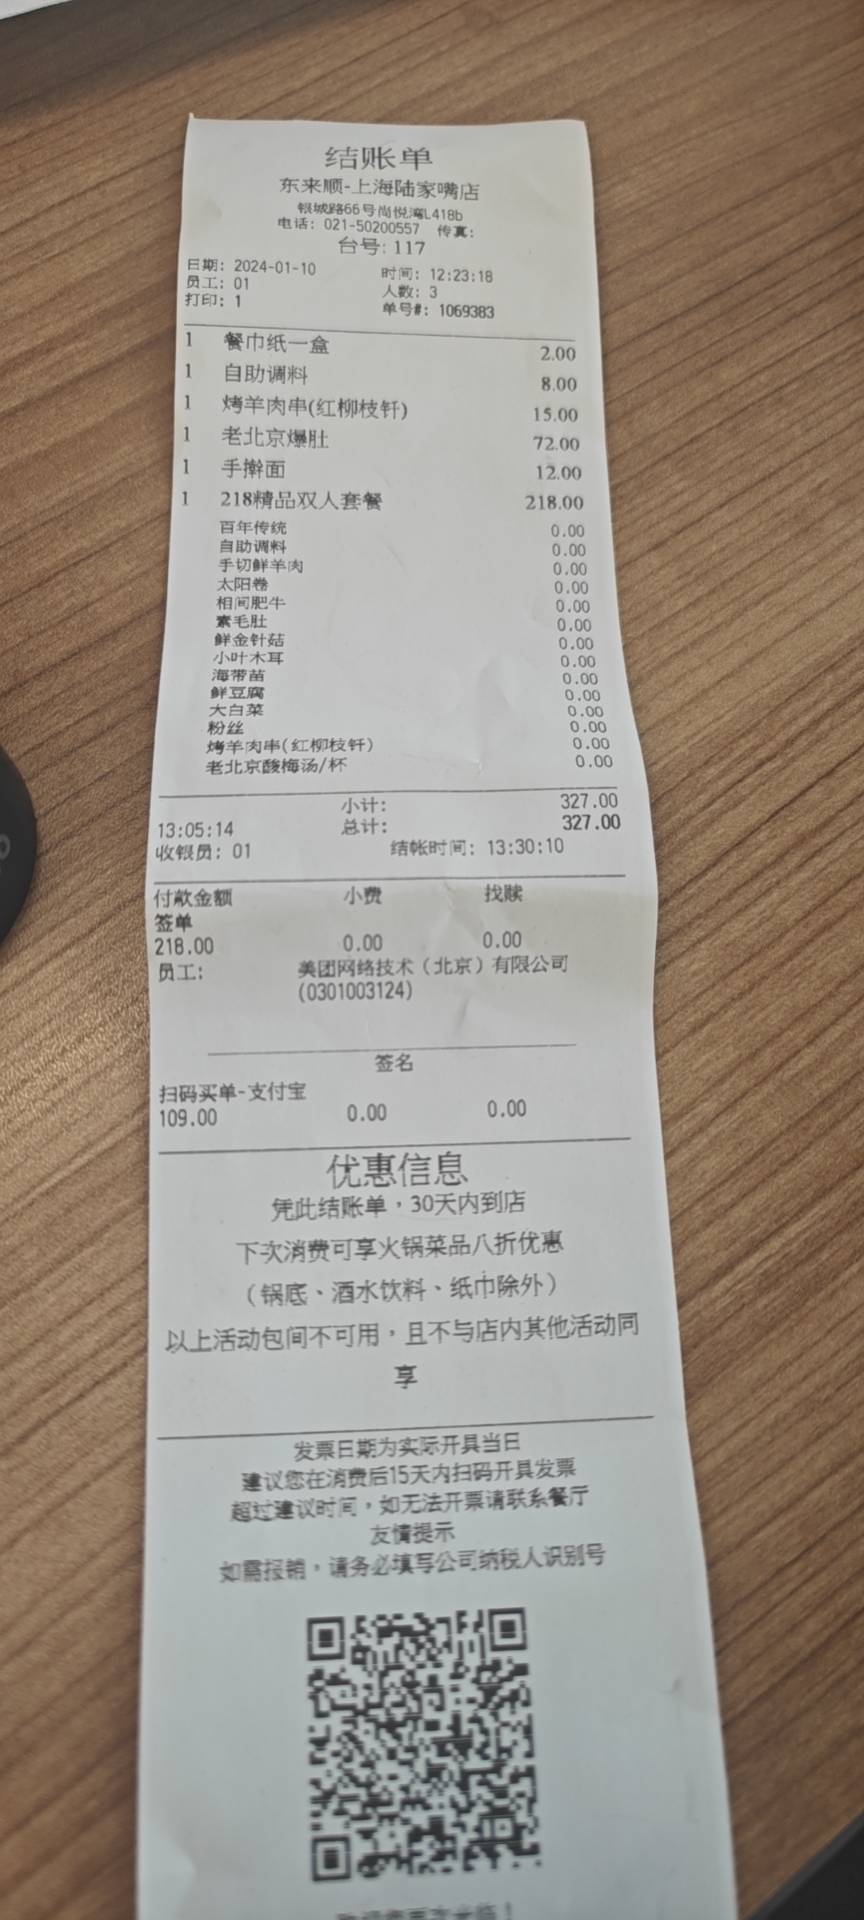 结账单
东来顺-上海陆家嘴店
银城路66号尚悦湾L418b
电话: 021-50200557 传真:
台号: 117
日期: 2024-01-10 时间: 12:23:18
员工: 01 人数: 3
打印: 1 单号#: 1069383
1 餐巾纸一盒 2.00
1 自助调料 8.00
1 烤羊肉串(红柳枝钎) 15.00
1 老北京爆肚 72.00
1 手擀面 12.00
1 218精品双人套餐 218.00
百年传统 0.00
自助调料 0.00
手切鲜羊肉 0.00
太阳卷 0.00
相间肥牛 0.00
素毛肚 0.00
鲜金针菇 0.00
小叶木耳 0.00
海带苗 0.00
鲜豆腐 0.00
大白菜 0.00
粉丝 0.00
烤羊肉串(红柳枝钎) 0.00
老北京酸梅汤/杯 0.00
小计: 327.00
13:05:14 总计: 327.00
收银员: 01 结帐时间: 13:30:10
付款金额 小费 找赎
签单
218.00 0.00 0.00
员工: 美团网络技术（北京）有限公司
(0301003124)
签名
扫码买单-支付宝
109.00 0.00 0.00
优惠信息
凭此结账单，30天内到店
下次消费可享火锅菜品八折优惠
（锅底、酒水饮料、纸巾除外）
以上活动包间不可用，且不与店内其他活动同
享
发票日期为实际开具当日
建议您在消费后15天内扫码开具发票
超过建议时间，如无法开票请联系餐厅
友情提示
如需报销，请务必填写公司纳税人识别号